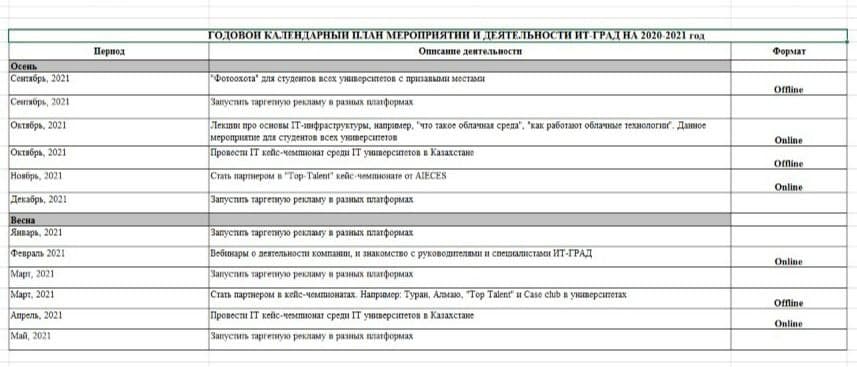 ГОДОВОЙ КАЛЕНДАРНЫЙ ПЛАН МЕРОПРИЯТИИ И ДЕЯТЕЛЬНОСТИ ИТ-ГРАД НА 2020-2021 год
Период Описание деятельности Формат
Осень
Сентябрь, 2021 "Фотоохота" для студентов всех университетов с призавыми местами Offline
Сентябрь, 2021 Запустить таргетную рекламу в разных платформах
Октябрь, 2021 Лекции про основы IT-инфраструктуры, например, "что такое облачная среда", "как работают облачные технологии". Данное
мероприятие для студентов всех университетов Online
Октябрь, 2021 Провести IT кейс-чемпионат среди IT университетов в Казахстане Offline
Ноябрь, 2021 Стать партнером в "Top-Talent" кейс-чемпионате от AIECES Online
Декабрь, 2021 Запустить таргетную рекламу в разных платформах
Весна
Январь, 2021 Запустить таргетную рекламу в разных платформах
Февраль 2021 Вебинары о деятельности компании, и знакомство с руководителями и специалистами ИТ-ГРАД Online
Март, 2021 Запустить таргетную рекламу в разных платформах
Март, 2021 Стать партнером в кейс-чемпионатах. Например: Туран, Алмаю, "Top Talent" и Case club в университетах Offline
Апрель, 2021 Провести IT кейс-чемпионат среди IT университетов в Казахстане Online
Май, 2021 Запустить таргетную рекламу в разных платформах